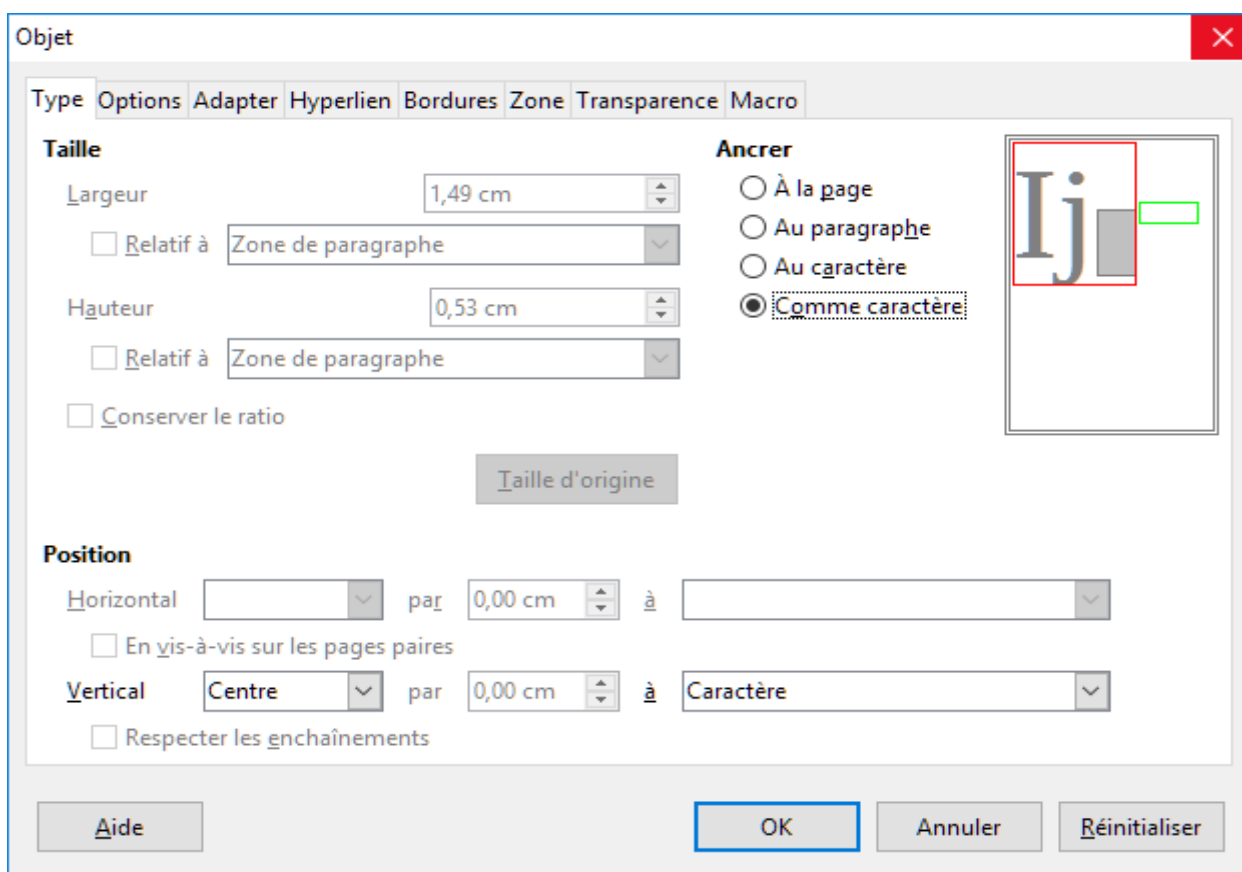 Objet
Type Options Adapter Hyperlien Bordures Zone Transparence Macro
Taille
Largeur 1,49 cm
Relatif à Zone de paragraphe
Hauteur 0,53 cm
Relatif à Zone de paragraphe
Conserver le ratio
Taille d'origine
Ancrer
À la page
Au paragraphe
Au caractère
Comme caractère
Ij
Position
Horizontal par 0,00 cm à
En vis-à-vis sur les pages paires
Vertical Centre par 0,00 cm à Caractère
Respecter les enchaînements
Aide OK Annuler Réinitialiser